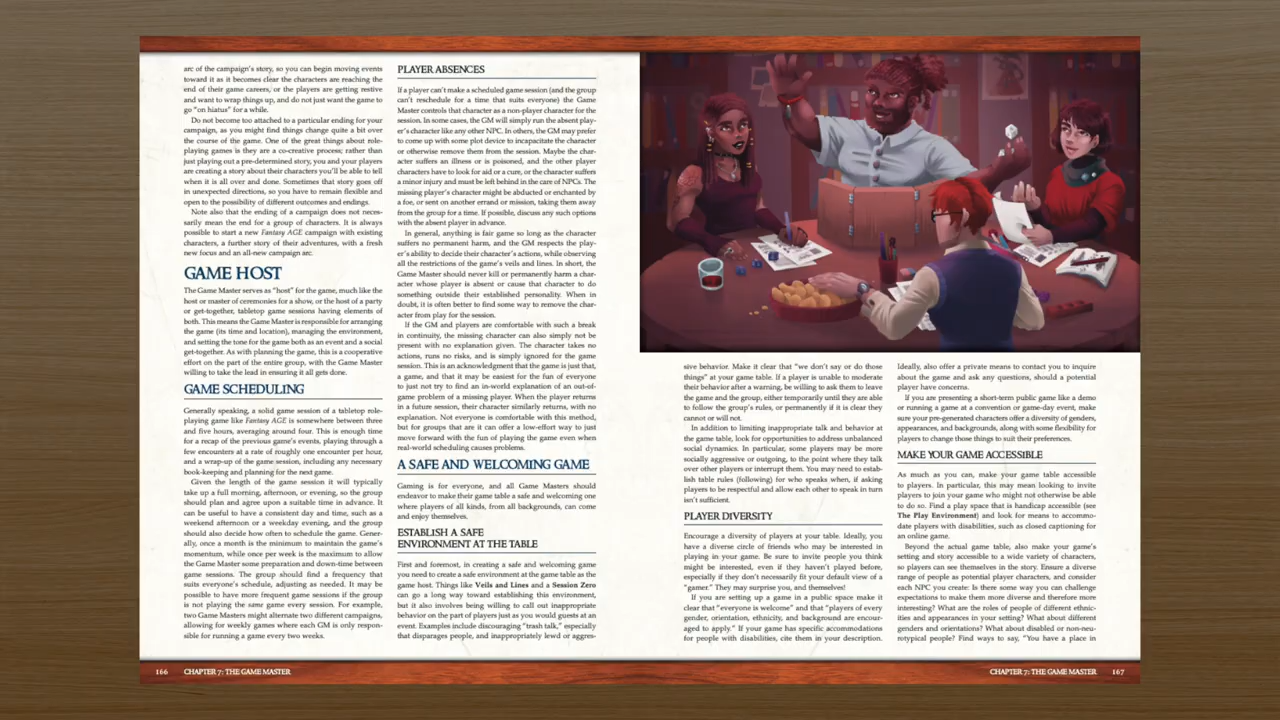 arc of the campaign's story, so you can begin moving events
toward it as it becomes clear the characters are reaching the
end of their game careers, or the players are getting restive
and want to wrap things up, and do not just want the game to
go "on hiatus" for a while.
Do not become too attached to a particular ending for your
campaign, as you might find things change quite a bit over
the course of the game. One of the great things about role-
playing games is they are a co-creative process; rather than
just playing out a pre-determined story, you and your players
are creating a story about their characters you'll be able to tell
when it is all over and done. Sometimes that story goes off
in unexpected directions, so you have to remain flexible and
open to the possibility of different outcomes and endings.
Note also that the ending of a campaign does not neces-
sarily mean the end for a group of characters. It is always
possible to start a new Fantasy AGE campaign with existing
characters, a further story of their adventures, with a fresh
new focus and an all-new campaign arc.
GAME HOST
The Game Master serves as "host" for the game, much like the
host or master of ceremonies for a show, or the host of a party
or get-together, tabletop game sessions having elements of
both. This means the Game Master is responsible for arranging
the game (its time and location), managing the environment,
and setting the tone for the game both as an event and a social
get-together. As with planning the game, this is a cooperative
effort on the part of the entire group, with the Game Master
willing to take the lead in ensuring it all gets done.
GAME SCHEDULING
Generally speaking, a solid game session of a tabletop role-
playing game like Fantasy AGE is somewhere between three
and five hours, averaging around four. This is enough time
for a recap of the previous game's events, playing through a
few encounters at a rate of roughly one encounter per hour,
and a wrap-up of the game session, including any necessary
book-keeping and planning for the next game.
Given the length of the game session it will typically
take up a full morning, afternoon, or evening, so the group
should plan and agree upon a suitable time in advance. It
can be useful to have a consistent day and time, such as a
weekend afternoon or a weekday evening, and the group
should also decide how often to schedule the game. Gener-
ally, once a month is the minimum to maintain the game's
momentum, while once per week is the maximum to allow
the Game Master some preparation and down-time between
game sessions. The group should find a frequency that
suits everyone's schedule, adjusting as needed. It may be
possible to have more frequent game sessions if the group
is not playing the same game every session. For example,
two Game Masters might alternate two different campaigns,
allowing for weekly games where each GM is only respon-
sible for running a game every two weeks.
PLAYER ABSENCES
If a player can't make a scheduled game session (and the group
can't reschedule for a time that suits everyone) the Game
Master controls that character as a non-player character for the
session. In some cases, the GM will simply run the absent play-
er's character like any other NPC. In others, the GM may prefer
to come up with some plot device to incapacitate the character
or otherwise remove them from the session. Maybe the char-
acter suffers an illness or is poisoned, and the other player
characters have to look for aid or a cure, or the character suffers
a minor injury and must be left behind in the care of NPCs. The
missing player's character might be abducted or enchanted by
a foe, or sent on another errand or mission, taking them away
from the group for a time. If possible, discuss any such options
with the absent player in advance.
In general, anything is fair game so long as the character
suffers no permanent harm, and the GM respects the play-
er's ability to decide their character's actions, while observing
all the restrictions of the game's veils and lines. In short, the
Game Master should never kill or permanently harm a char-
acter whose player is absent or cause that character to do
something outside their established personality. When in
doubt, it is often better to find some way to remove the char-
acter from play for the session.
If the GM and players are comfortable with such a break
in continuity, the missing character can also simply not be
present with no explanation given. The character takes no
actions, runs no risks, and is simply ignored for the game
session. This is an acknowledgment that the game is just that,
a game, and that it may be easiest for the fun of everyone
to just not try to find an in-world explanation of an out-of-
game problem of a missing player. When the player returns
in a future session, their character similarly returns, with no
explanation. Not everyone is comfortable with this method,
but for groups that are it can offer a low-effort way to just
move forward with the fun of playing the game even when
real-world scheduling causes problems.
A SAFE AND WELCOMING GAME
Gaming is for everyone, and all Game Masters should
endeavor to make their game table a safe and welcoming one
where players of all kinds, from all backgrounds, can come
and enjoy themselves.
ESTABLISH A SAFE
ENVIRONMENT AT THE TABLE
First and foremost, in creating a safe and welcoming game
you need to create a safe environment at the game table as the
game host. Things like Veils and Lines and a Session Zero
can go a long way toward establishing this environment,
but it also involves being willing to call out inappropriate
behavior on the part of players just as you would guests at an
event. Examples include discouraging "trash talk," especially
that disparages people, and inappropriately lewd or aggres-
sive behavior. Make it clear that "we don't say or do those
things" at your game table. If a player is unable to moderate
their behavior after a warning, be willing to ask them to leave
the game and the group, either temporarily until they are able
to follow the group's rules, or permanently if it is clear they
cannot or will not.
In addition to limiting inappropriate talk and behavior at
the game table, look for opportunities to address unbalanced
social dynamics. In particular, some players may be more
socially aggressive or outgoing, to the point where they talk
over other players or interrupt them. You may need to estab-
lish table rules (following) for who speaks when, if asking
players to be respectful and allow each other to speak in turn
isn't sufficient.
PLAYER DIVERSITY
Encourage a diversity of players at your table. Ideally, you
have a diverse circle of friends who may be interested in
playing in your game. Be sure to invite people you think
might be interested, even if they haven't played before,
especially if they don't necessarily fit your default view of a
"gamer." They may surprise you, and themselves!
If you are setting up a game in a public space make it
clear that "everyone is welcome" and that "players of every
gender, orientation, ethnicity, and background are encour-
aged to apply." If your game has specific accommodations
for people with disabilities, cite them in your description.
Ideally, also offer a private means to contact you to inquire
about the game and ask any questions, should a potential
player have concerns.
If you are presenting a short-term public game like a demo
or running a game at a convention or game-day event, make
sure your pre-generated characters offer a diversity of genders,
appearances, and backgrounds, along with some flexibility for
players to change those things to suit their preferences.
MAKE YOUR GAME ACCESSIBLE
As much as you can, make your game table accessible
to players. In particular, this may mean looking to inviting
players to join your game who might not otherwise be able
to do so. Find a play space that is handicap accessible (see
The Play Environment) and look for means to accommo-
date players with disabilities, such as closed captioning for
an online game.
Beyond the actual game table, also make your game's
setting and story accessible to a wide variety of characters,
so players can see themselves in the story. Ensure a diverse
range of people as potential player characters, and consider
each NPC you create: Is there some way you can challenge
expectations to make them more diverse and therefore more
interesting? What are the roles of people of different ethnic-
ities and appearances in your setting? What about different
genders and orientations? What about disabled or non-neu-
rotypical people? Find ways to say, "You have a place in
166 CHAPTER 7: THE GAME MASTER
CHAPTER 7: THE GAME MASTER 167